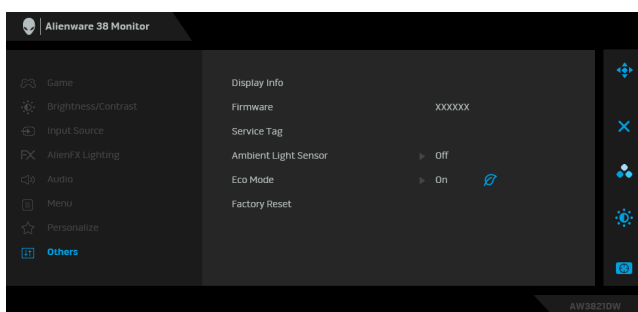 Alienware 38 Monitor
Game
Brightness/Contrast
Input Source
AlienFX Lighting
Audio
Menu
Personalize
Others
Display Info
Firmware XXXXXX
Service Tag
Ambient Light Sensor Off
Eco Mode On
Factory Reset
AW3821DW